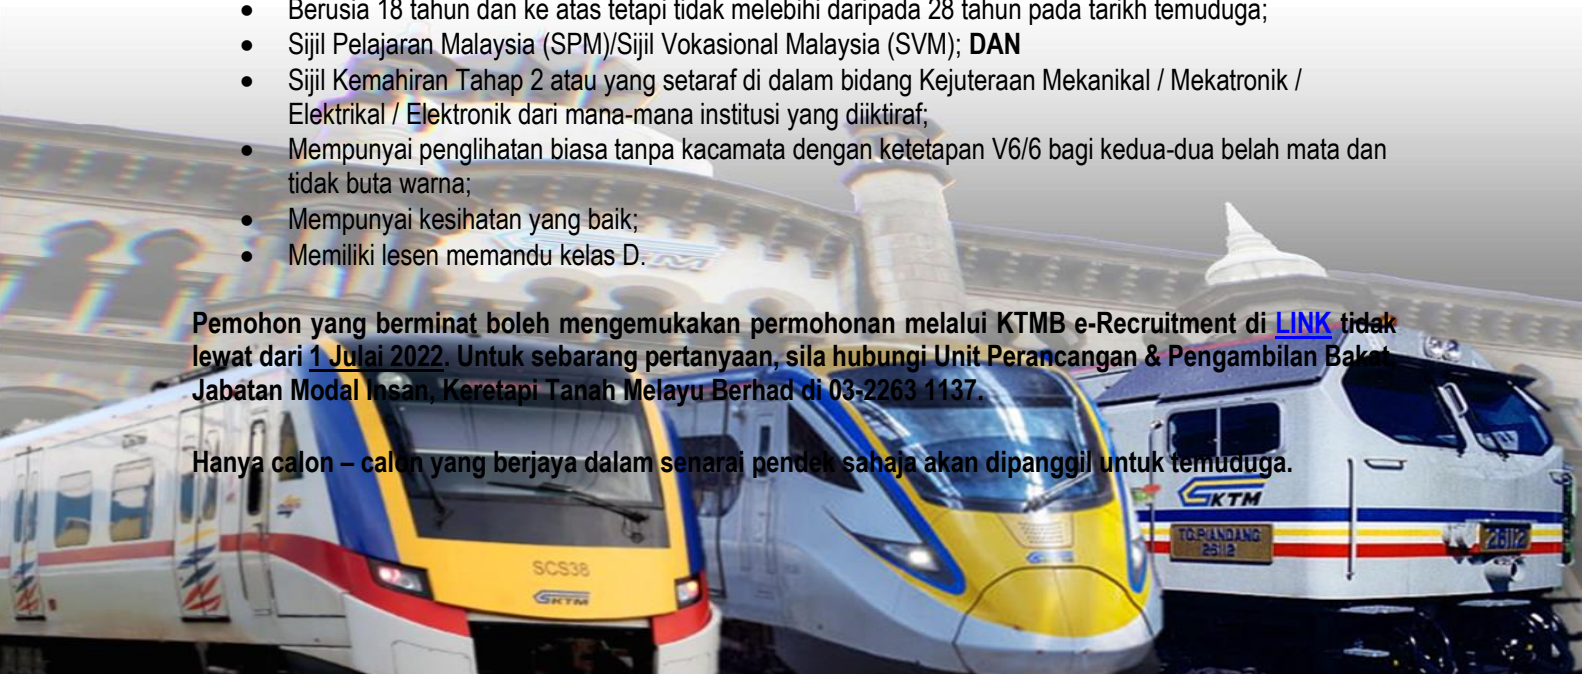 • Berusia 18 tahun dan ke atas tetapi tidak melebihi daripada 28 tahun pada tarikh temuduga;
• Sijil Pelajaran Malaysia (SPM)/Sijil Vokasional Malaysia (SVM); DAN
• Sijil Kemahiran Tahap 2 atau yang setaraf di dalam bidang Kejuteraan Mekanikal / Mekatronik /
Elektrikal / Elektronik dari mana-mana institusi yang diiktiraf;
• Mempunyai penglihatan biasa tanpa kacamata dengan ketetapan V6/6 bagi kedua-dua belah mata dan
tidak buta warna;
• Mempunyai kesihatan yang baik;
• Memiliki lesen memandu kelas D.
KTM
Pemohon yang berminat boleh mengemukakan permohonan melalui KTMB e-Recruitment di LINK tidak
lewat dari 1 Julai 2022. Untuk sebarang pertanyaan, sila hubungi Unit Perancangan & Pengambilan Bakat,
Jabatan Modal Insan, Keretapi Tanah Melayu Berhad di 03-2263 1137.
Hanya calon – calon yang berjaya dalam senarai pendek sahaja akan dipanggil untuk temuduga.
KTM
TG.PIANDANG
26112
26112
SCS38
KTM